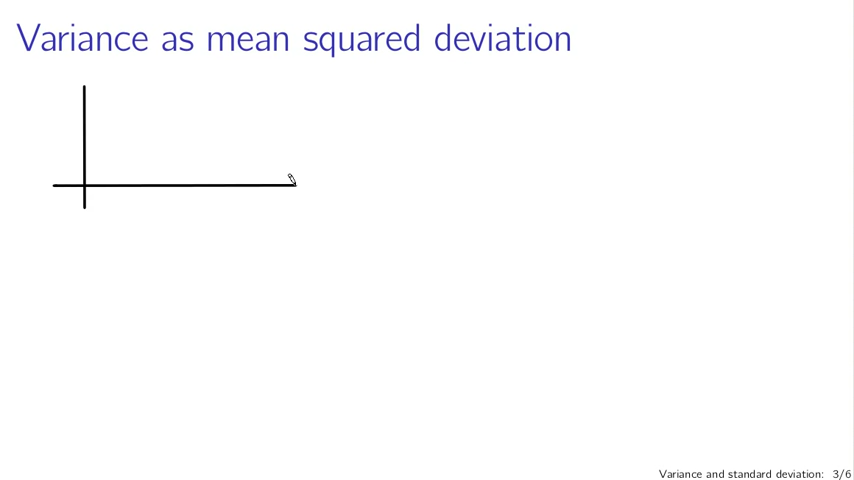 Variance as mean squared deviation
Variance and standard deviation: 3/6